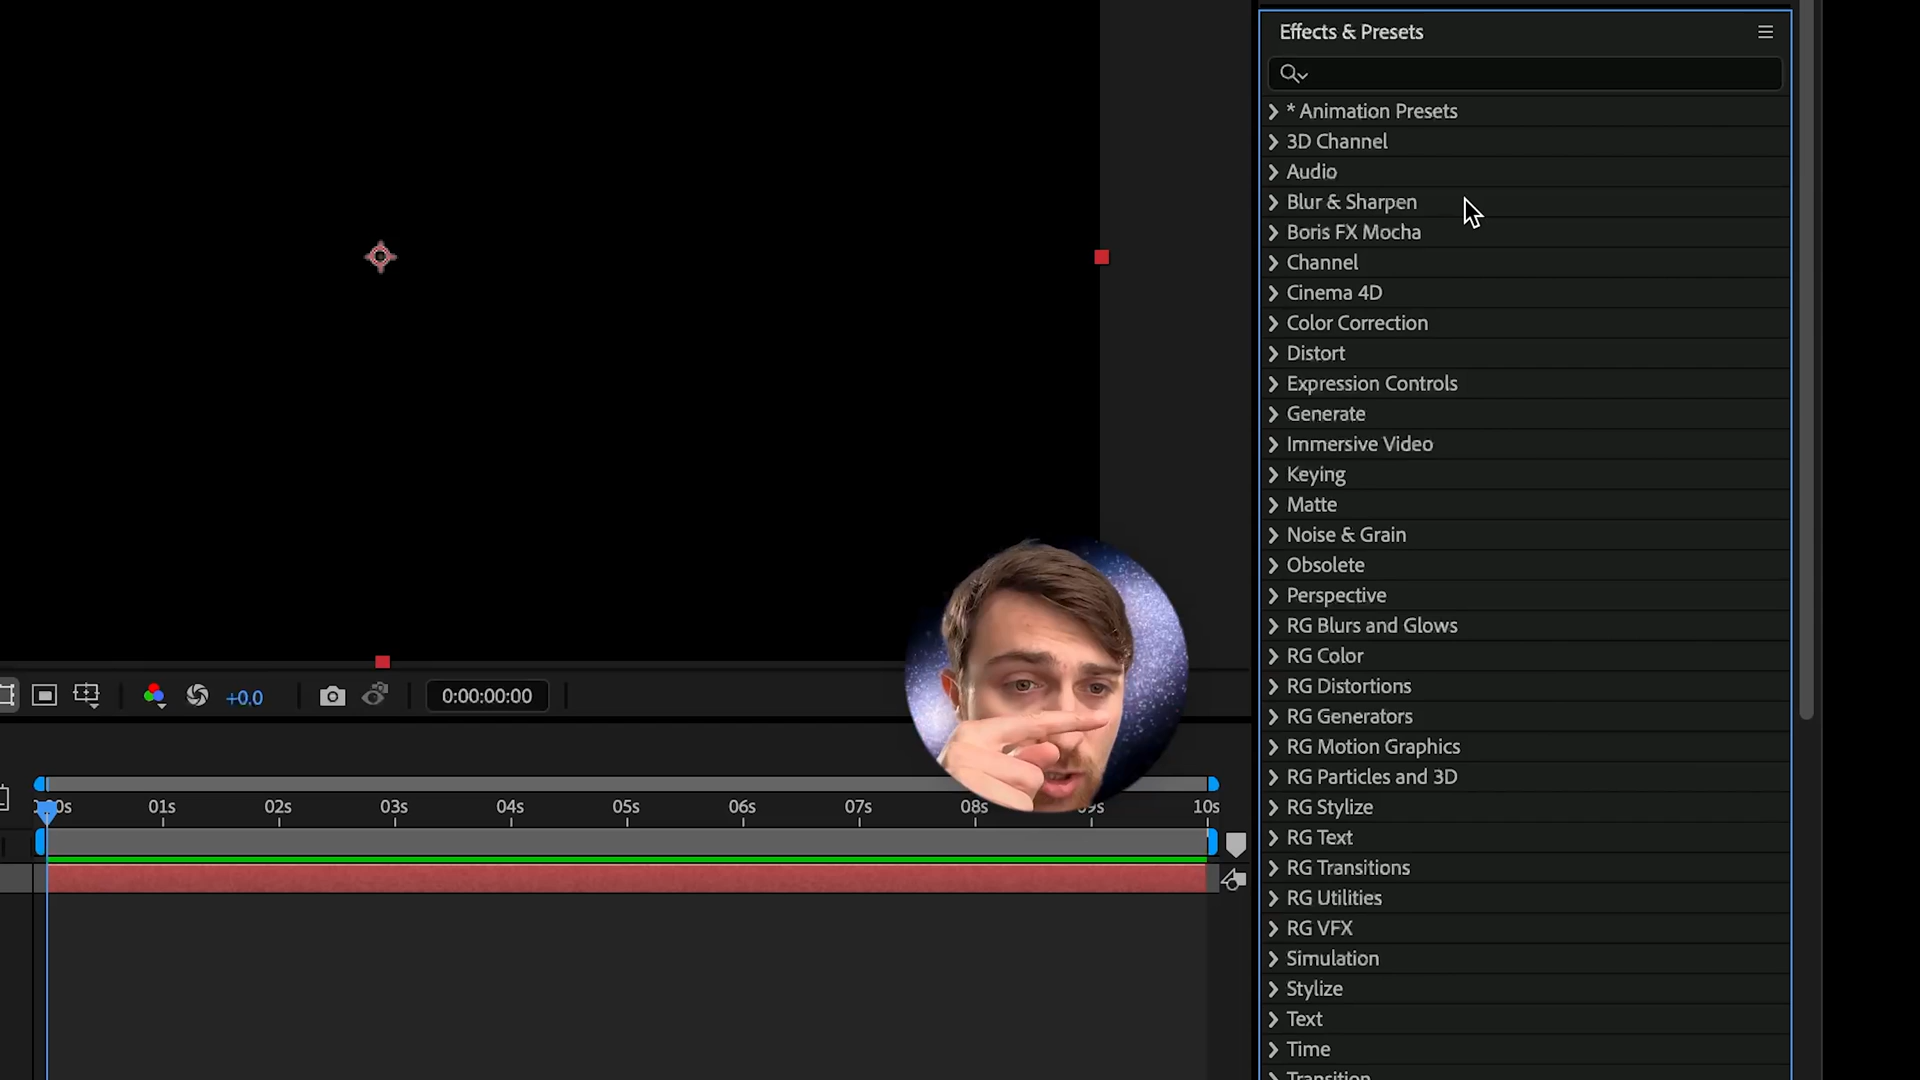 Effects & Presets
* Animation Presets
3D Channel
Audio
Blur & Sharpen
Boris FX Mocha
Channel
Cinema 4D
Color Correction
Distort
Expression Controls
Generate
Immersive Video
Keying
Matte
Noise & Grain
Obsolete
Perspective
RG Blurs and Glows
RG Color
RG Distortions
RG Generators
RG Motion Graphics
RG Particles and 3D
RG Stylize
RG Text
RG Transitions
RG Utilities
RG VFX
Simulation
Stylize
Text
Time
Transition
+0.0
0:00:00:00
01s 02s 03s 04s 05s 06s 07s 08s 09s 10s